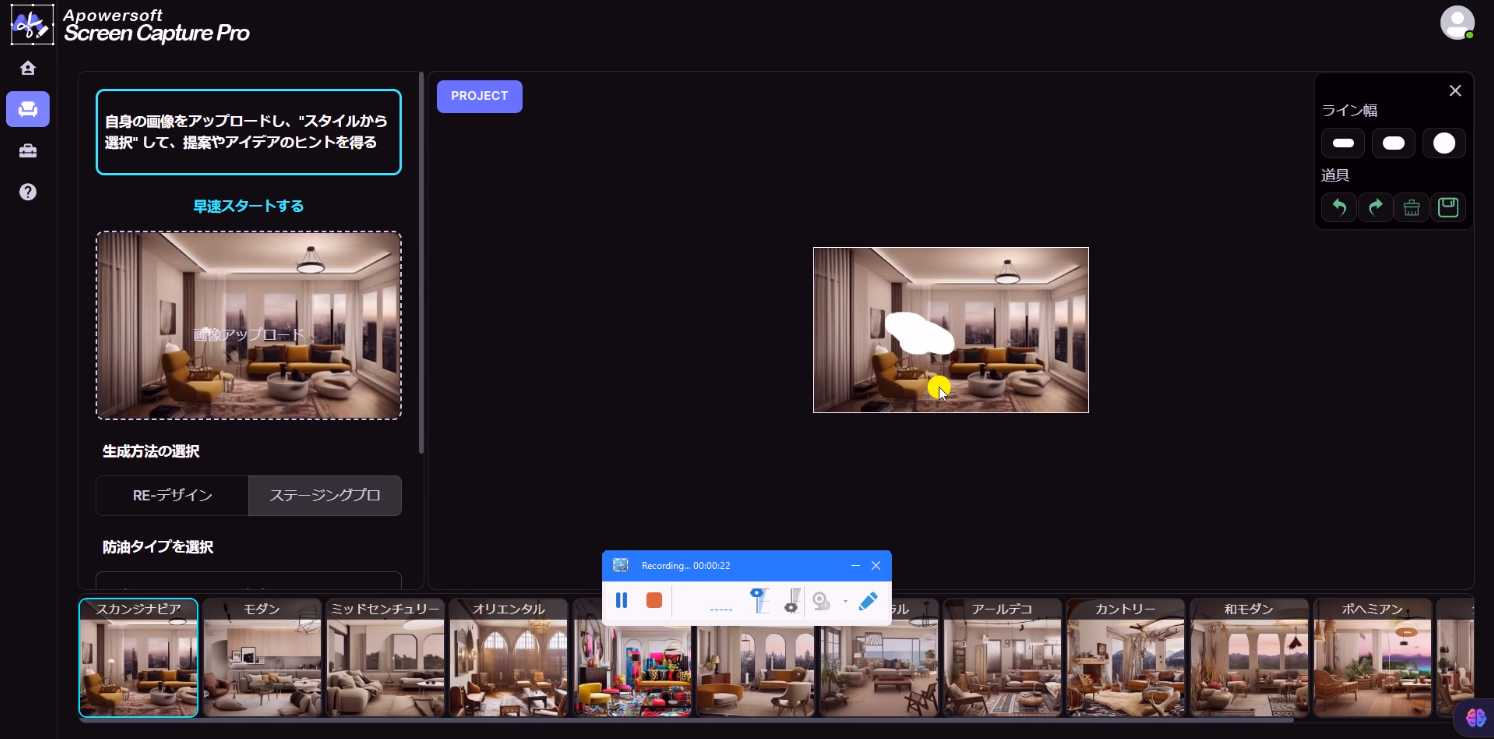 Apowersoft
Screen Capture Pro
自身の画像をアップロードし、"スタイルから
選択" して、提案やアイデアのヒントを得る
早速スタートする
画像アップロード
生成方法の選択
RE-デザイン
ステージングプロ
防油タイプを選択
PROJECT
ライン幅
道具
Recording... 00:00:22
スカンジナビア
モダン
ミッドセンチュリー
オリエンタル
ラル
アールデコ
カントリー
和モダン
ボヘミアン